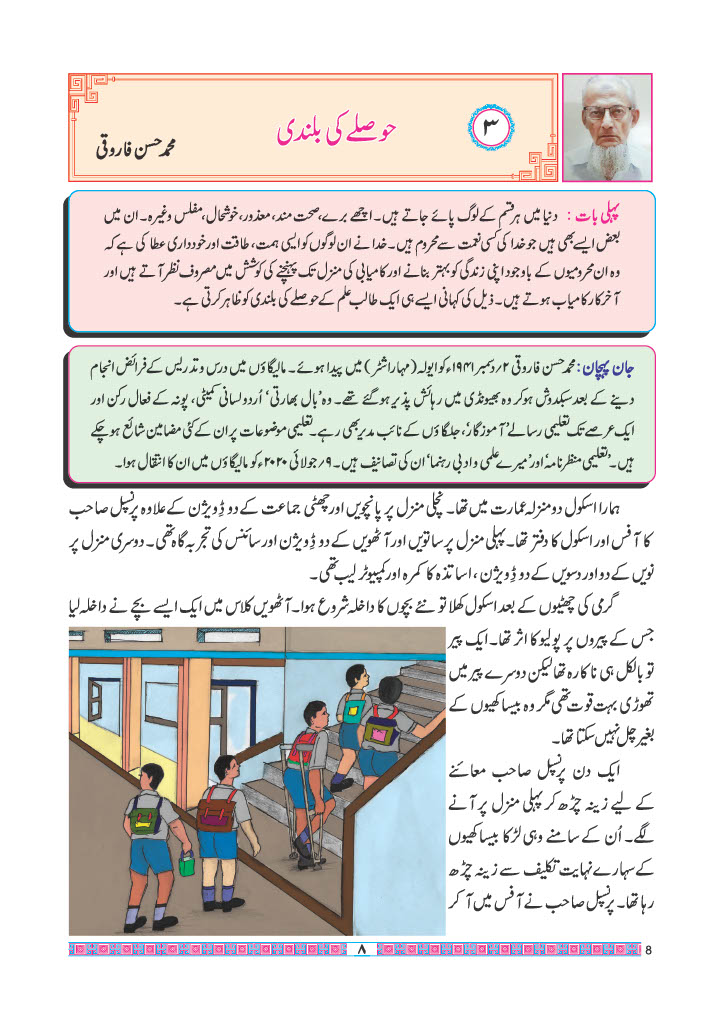 ۳
حوصلے کی بلندی
محمد حسن فاروقی
پہلی بات : دنیا میں ہر قسم کے لوگ پائے جاتے ہیں۔ اچھے برے، صحت مند، معذور، خوشحال، مفلس وغیرہ۔ ان میں
بعض ایسے بھی ہیں جو خدا کی کسی نعمت سے محروم ہیں۔ خدا نے ان لوگوں کو ایسی ہمت، طاقت اور خودداری عطا کی ہے کہ
وہ ان محرومیوں کے باوجود اپنی زندگی کو بہتر بنانے اور کامیابی کی منزل تک پہنچنے کی کوشش میں مصروف نظر آتے ہیں اور
آخر کار کامیاب ہوتے ہیں۔ ذیل کی کہانی ایسے ہی ایک طالب علم کے حوصلے کی بلندی کو ظاہر کرتی ہے۔
جان پہچان : محمد حسن فاروقی ۲؍دسمبر ۱۹۴۱ء کو ایولہ (مہاراشٹر) میں پیدا ہوئے۔ مالیگاؤں میں درس و تدریس کے فرائض انجام
دینے کے بعد سبکدوش ہو کر وہ بھیونڈی میں رہائش پذیر ہو گئے تھے۔ وہ ’بال بھارتی‘ اُردو لسانی کمیٹی، پونہ کے فعال رکن اور
ایک عرصے تک تعلیمی رسالے ’آموزگار‘، جلگاؤں کے نائب مدیر بھی رہے۔ تعلیمی موضوعات پر ان کے کئی مضامین شائع ہو چکے
ہیں۔ ’تعلیمی منظرنامہ‘ اور ’میرے علمی و ادبی رہنما‘ ان کی تصانیف ہیں۔ ۹؍جولائی ۲۰۲۰ء کو مالیگاؤں میں ان کا انتقال ہوا۔
ہمارا اسکول دو منزلہ عمارت میں تھا۔ نچلی منزل پر پانچویں اور چھٹی جماعت کے دو ڈِویژن کے علاوہ پرنسپل صاحب
کا آفس اور اسکول کا دفتر تھا۔ پہلی منزل پر ساتویں اور آٹھویں کے دو ڈِویژن اور سائنس کی تجربہ گاہ تھی۔ دوسری منزل پر
نویں کے دو اور دسویں کے دو ڈِویژن، اساتذہ کا کمرہ اور کمپیوٹر لیب تھی۔
گرمی کی چھٹیوں کے بعد اسکول کھلا تو نئے بچوں کا داخلہ شروع ہوا۔ آٹھویں کلاس میں ایک ایسے بچے نے داخلہ لیا
جس کے پیروں پر پولیو کا اثر تھا۔ ایک پیر
تو بالکل ہی ناکارہ تھا لیکن دوسرے پیر میں
تھوڑی بہت قوت تھی مگر وہ بیساکھیوں کے
بغیر چل نہیں سکتا تھا۔
ایک دن پرنسپل صاحب معائنے
کے لیے زینہ چڑھ کر پہلی منزل پر آنے
لگے۔ اُن کے سامنے وہی لڑکا بیساکھیوں
کے سہارے نہایت تکلیف سے زینہ چڑھ
رہا تھا۔ پرنسپل صاحب نے آفس میں آ کر
۸
8